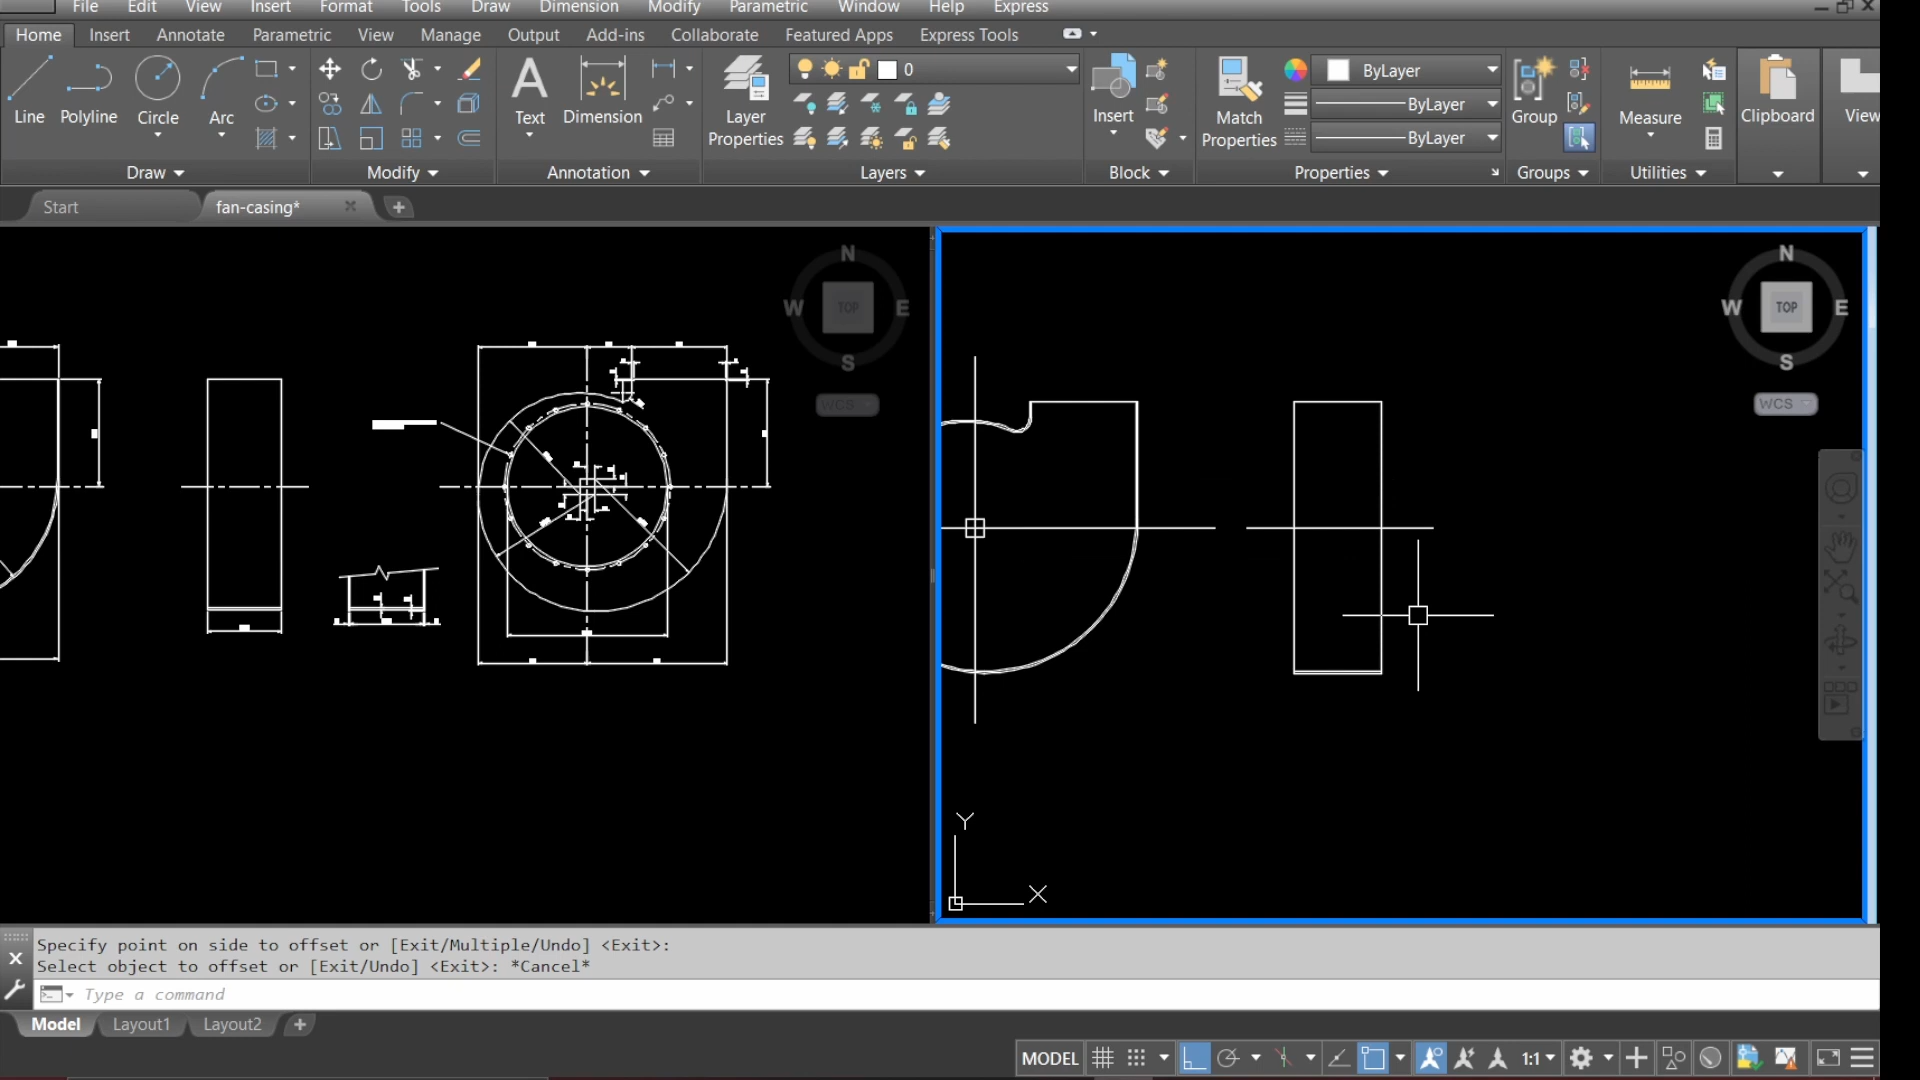 File Edit View Insert Format Tools Draw Dimension Modify Parametric Window Help Express
Home Insert Annotate Parametric View Manage Output Add-ins Collaborate Featured Apps Express Tools
Line Polyline Circle Arc
Text Dimension
Layer Properties
0
Insert
Match Properties
ByLayer
ByLayer
ByLayer
Group
Measure
Clipboard
View
Draw Modify Annotation Layers Block Properties Groups Utilities
Start fan-casing*
N
W TOP E
S
WCS
N
W TOP E
S
WCS
Y
X
Specify point on side to offset or [Exit/Multiple/Undo] <Exit>:
Select object to offset or [Exit/Undo] <Exit>: *Cancel*
Type a command
Model Layout1 Layout2
MODEL 1:1